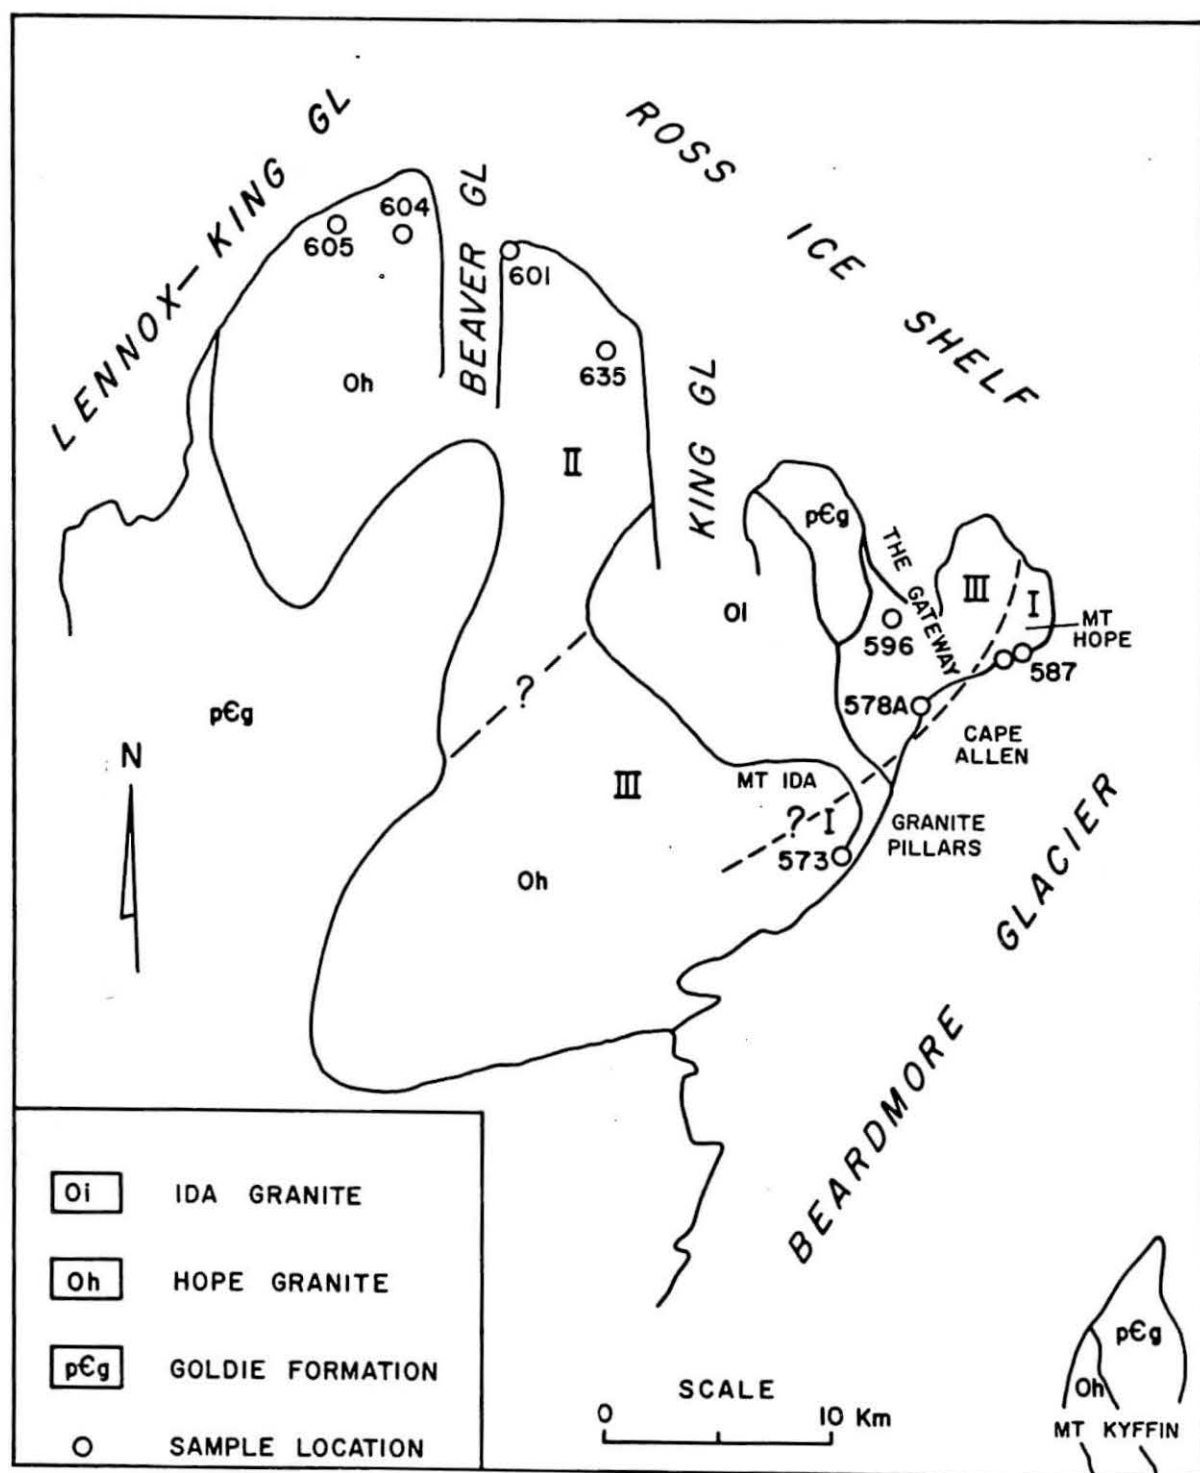 LENNOX—KING GL
ROSS ICE SHELF
BEAVER GL
KING GL
604
605
601
635
Oh
II
pЄg
THE GATEWAY
III
I
MT
HOPE
Oi
596
587
578A
pЄg
?
CAPE
ALLEN
N
MT IDA
III
? I
GRANITE
PILLARS
573
Oh
BEARDMORE GLACIER
Oi IDA GRANITE
Oh HOPE GRANITE
pЄg GOLDIE FORMATION
SAMPLE LOCATION
SCALE
0 10 Km
pЄg
Oh
MT KYFFIN